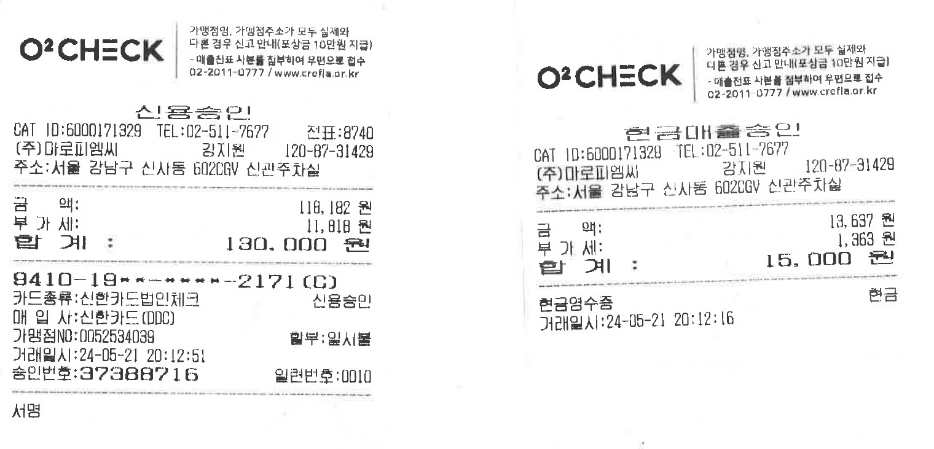 O²CHECK
가맹점명, 가맹점주소가 모두 실제와
다른 경우 신고 안내(포상금 10만원 지급)
- 매출전표 사본을 첨부하여 우편으로 접수
02-2011-0777 / www.crefia.or.kr
신용승인
CAT ID:6000171329 TEL:02-511-7677 전표:8740
(주)마로피엠씨 강지원 120-87-31429
주소:서울 강남구 신사동 602CGV 신관주차실
금 액: 118,182 원
부 가 세: 11,818 원
합 계 : 130,000 원
9410-19**-****-2171(C)
카드종류:신한카드법인체크 신용승인
매 입 사:신한카드(DDC)
가맹점NO:0052534039 할부:일시불
거래일시:24-05-21 20:12:51
승인번호:37388716 일련번호:0010
서명
O²CHECK
가맹점명, 가맹점주소가 모두 실제와
다른 경우 신고 안내(포상금 10만원 지급)
- 매출전표 사본을 첨부하여 우편으로 접수
02-2011-0777 / www.crefia.or.kr
현금매출승인
CAT ID:6000171329 TEL:02-511-7677
(주)마로피엠씨 강지원 120-87-31429
주소:서울 강남구 신사동 602CGV 신관주차실
금 액: 13,637 원
부 가 세: 1,363 원
합 계 : 15,000 원
현금영수증 현금
거래일시:24-05-21 20:12:16